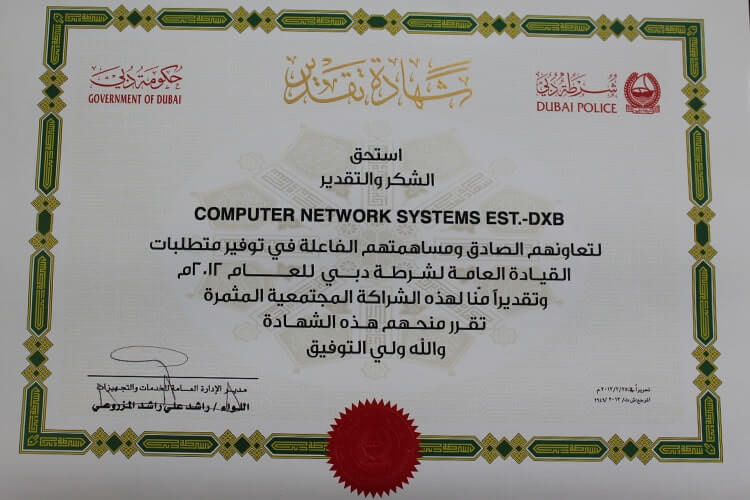 حكومة دبي
GOVERNMENT OF DUBAI
شهادة تقدير
شرطة دبي
DUBAI POLICE
استحق
الشكر والتقدير
COMPUTER NETWORK SYSTEMS EST.-DXB
لتعاونهم الصادق ومساهمتهم الفاعلة في توفير متطلبات
القيادة العامة لشرطة دبي للعـــــام ٢٠١٢م
وتقديراً منّا لهذه الشراكة المجتمعية المثمرة
تقرر منحهم هذه الشهادة
والله ولي التوفيق
مدير الإدارة العامة للخدمات والتجهيزات
اللواء / راشد علي راشد المزروعي